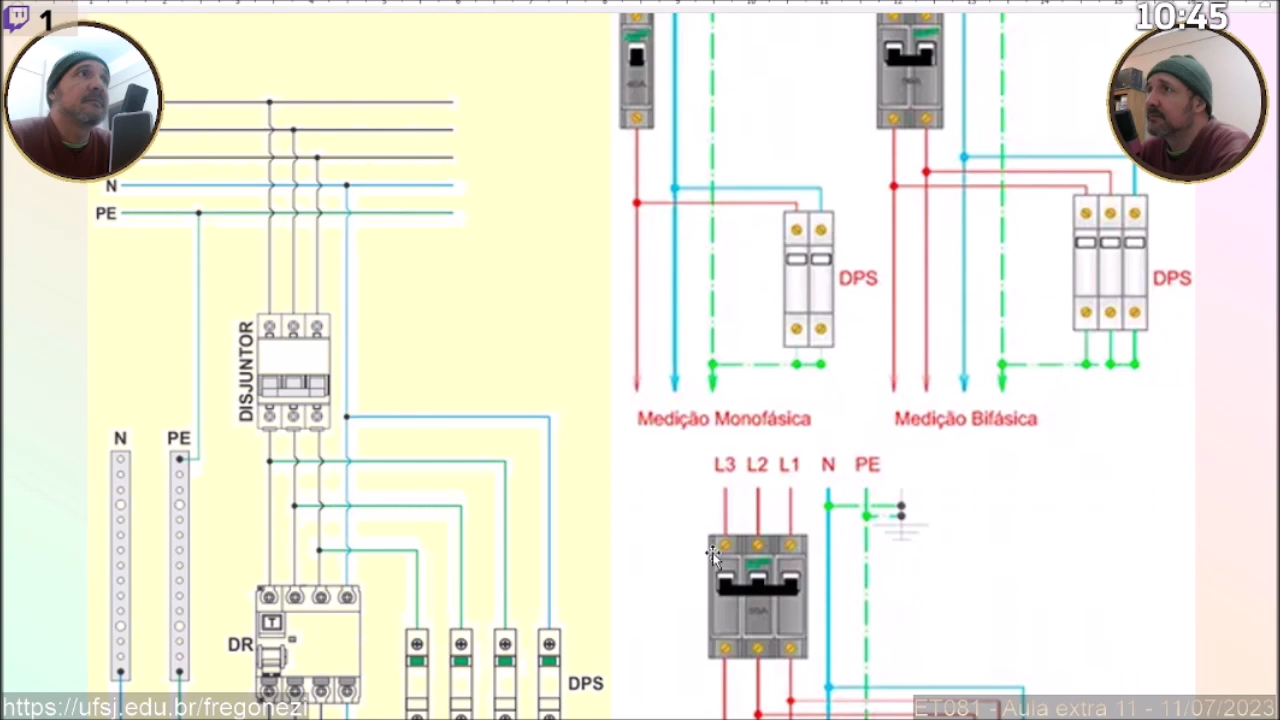 1
10:45
N
PE
DISJUNTOR
N
PE
DR
T
DPS
DPS
DPS
Medição Monofásica
Medição Bifásica
L3 L2 L1 N PE
https://ufsj.edu.br/fregonezi
ET081 - Aula extra 11 - 11/07/2023